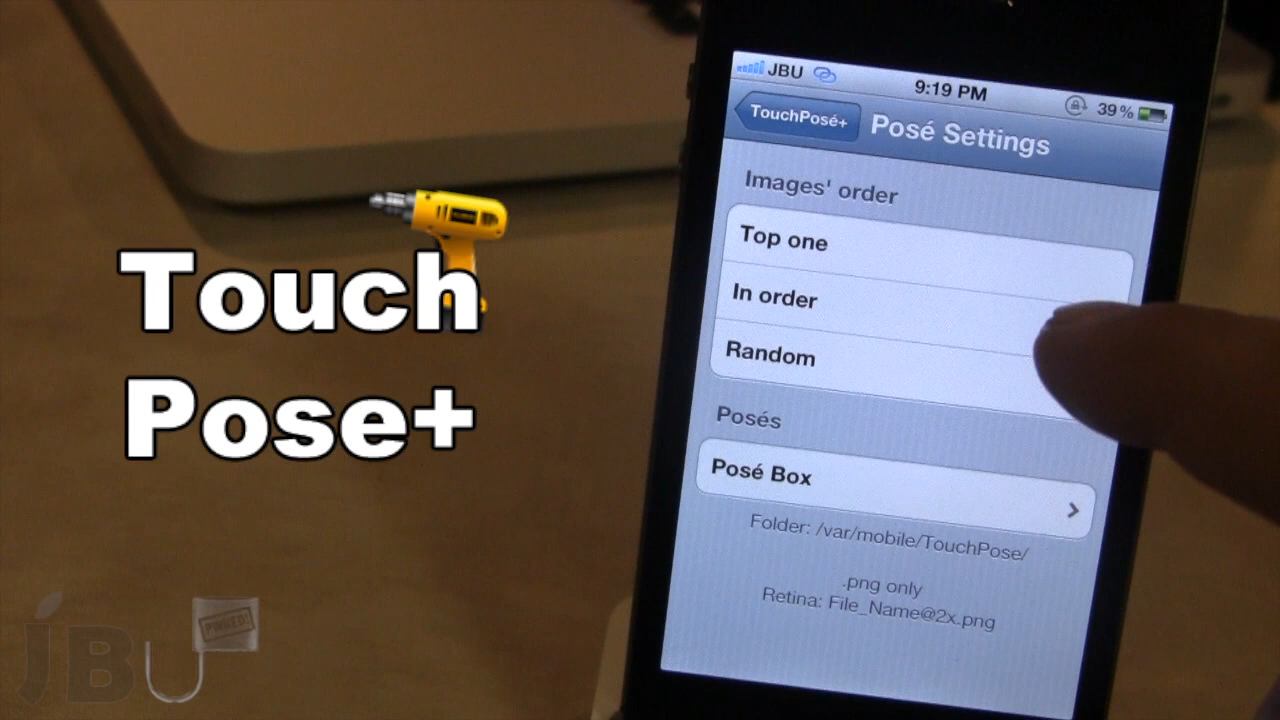 Touch
Pose+
JBU
9:19 PM
39%
TouchPosé+
Posé Settings
Images' order
Top one
In order
Random
Posés
Posé Box
Folder: /var/mobile/TouchPose/
.png only
Retina: File_Name@2x.png
JBU
PWNED!